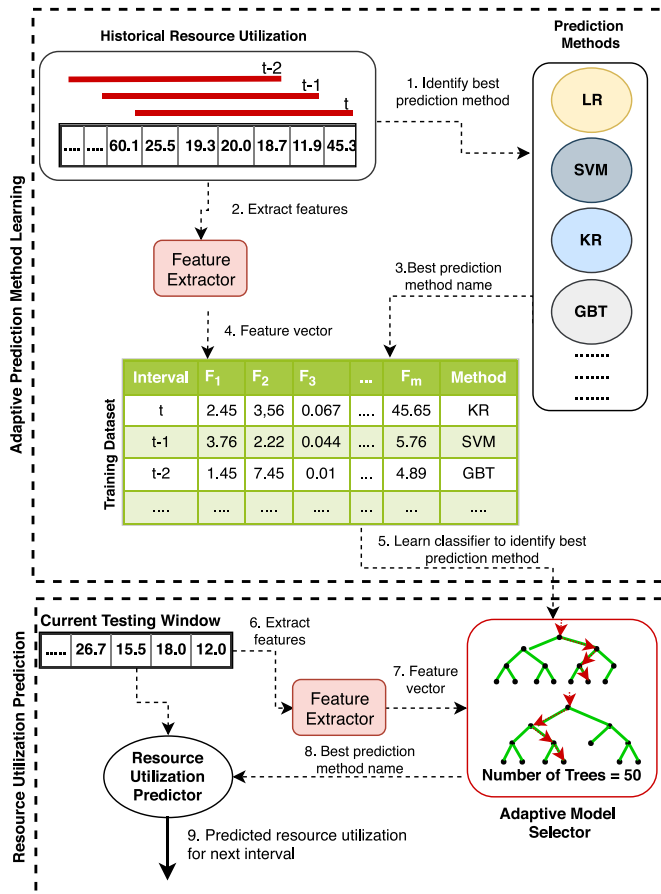 Historical Resource Utilization
Prediction
Methods
t-2
t-1
t
1. Identify best
prediction method
.... .... 60.1 25.5 19.3 20.0 18.7 11.9 45.3
LR
SVM
KR
GBT
.......
.......
2. Extract features
Feature
Extractor
3.Best prediction
method name
4. Feature vector
Adaptive Prediction Method Learning
Training Dataset
Interval F1 F2 F3 ... Fm Method
t 2.45 3,56 0.067 .... 45.65 KR
t-1 3.76 2.22 0.044 .... 5.76 SVM
t-2 1.45 7.45 0.01 ... 4.89 GBT
.... .... .... .... ... ... ....
5. Learn classifier to identify best
prediction method
Resource Utilization Prediction
Current Testing Window
..... 26.7 15.5 18.0 12.0
6. Extract
features
Feature
Extractor
7. Feature
vector
8. Best prediction
method name
Resource
Utilization
Predictor
Number of Trees = 50
Adaptive Model
Selector
9. Predicted resource utilization
for next interval